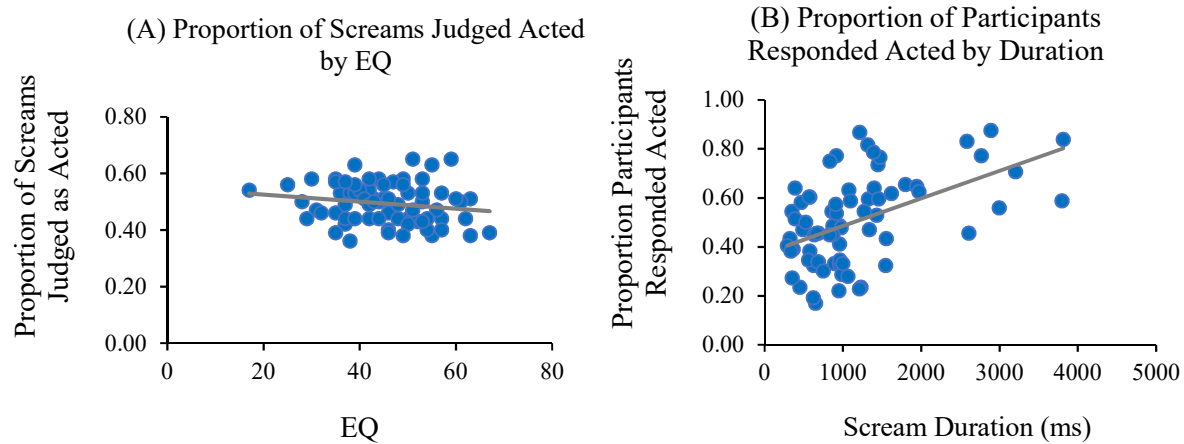 (A) Proportion of Screams Judged Acted
by EQ
Proportion of Screams
Judged as Acted
0.80
0.60
0.40
0.20
0.00
0
20
40
60
80
EQ
(B) Proportion of Participants
Responded Acted by Duration
Proportion Participants
Responded Acted
1.00
0.80
0.60
0.40
0.20
0.00
0
1000
2000
3000
4000
5000
Scream Duration (ms)